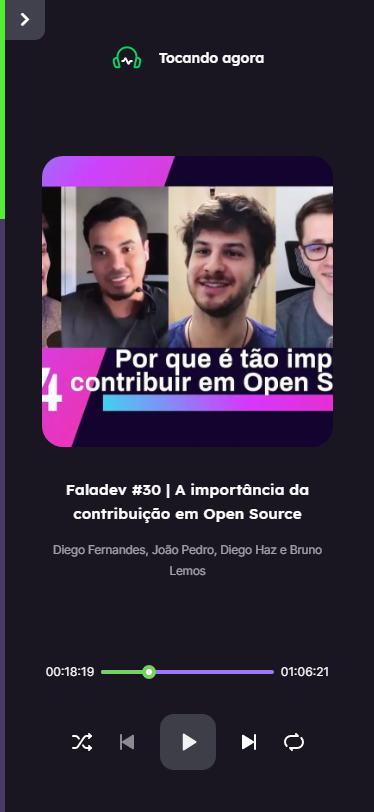 Tocando agora
Por que é tão imp
4 contribuir em Open S
Faladev #30 | A importância da
contribuição em Open Source
Diego Fernandes, João Pedro, Diego Haz e Bruno
Lemos
00:18:19 01:06:21